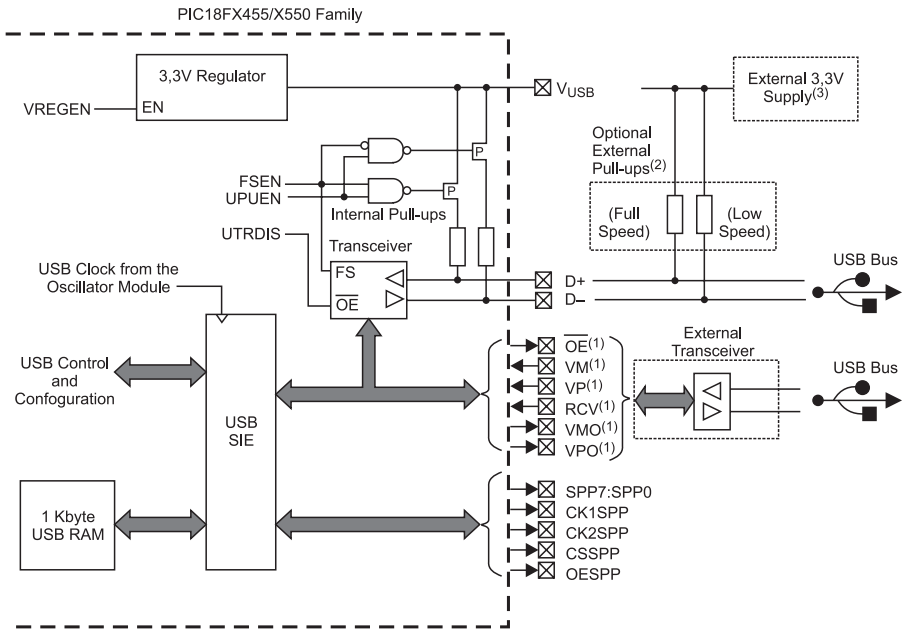 PIC18FX455/X550 Family
3,3V Regulator
EN
VREGEN
VUSB
External 3,3V
Supply(3)
Optional
External
Pull-ups(2)
P
P
FSEN
UPUEN
Internal Pull-ups
(Full
Speed)
(Low
Speed)
UTRDIS
Transceiver
FS
OE
D+
D–
USB Bus
USB Clock from the
Oscillator Module
USB Control
and
Confoguration
USB
SIE
OE(1)
VM(1)
VP(1)
RCV(1)
VMO(1)
VPO(1)
External
Transceiver
USB Bus
1 Kbyte
USB RAM
SPP7:SPP0
CK1SPP
CK2SPP
CSSPP
OESPP